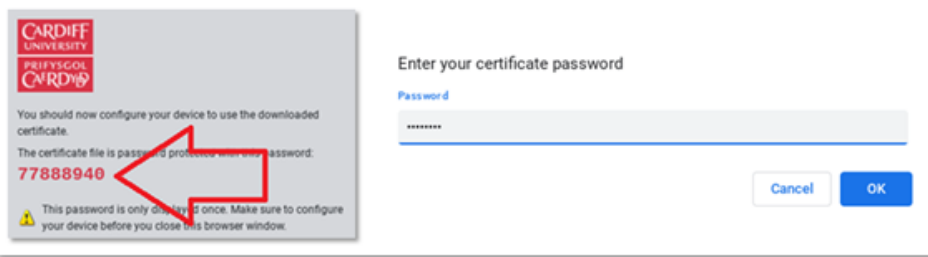 CARDIFF
UNIVERSITY
PRIFYSGOL
CAERDYDD
You should now configure your device to use the downloaded
certificate.
The certificate file is password protected with this password:
77888940
This password is only displayed once. Make sure to configure
your device before you close this browser window.
Enter your certificate password
Password
••••••••
Cancel
OK